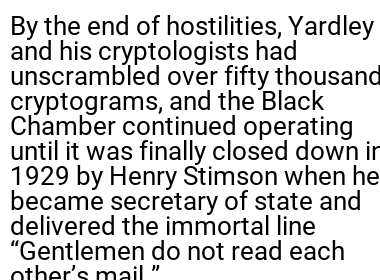 By the end of hostilities, Yardley
and his cryptologists had
unscrambled over fifty thousand
cryptograms, and the Black
Chamber continued operating
until it was finally closed down in
1929 by Henry Stimson when he
became secretary of state and
delivered the immortal line
“Gentlemen do not read each
other’s mail.”